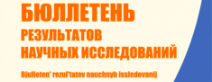 БЮЛЛЕТЕНЬ
РЕЗУЛЬТАТОВ
НАУЧНЫХ ИССЛЕДОВАНИЙ
Bjulleten' rezul'tatov nauchnyh issledovanij